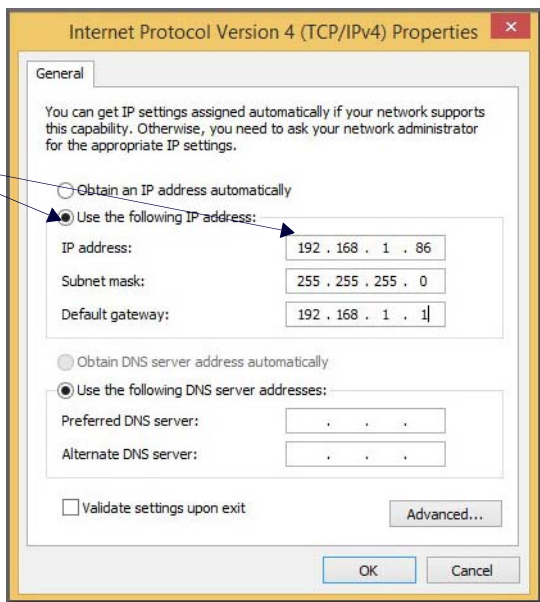 Internet Protocol Version 4 (TCP/IPv4) Properties
General
You can get IP settings assigned automatically if your network supports
this capability. Otherwise, you need to ask your network administrator
for the appropriate IP settings.
Obtain an IP address automatically
Use the following IP address:
IP address: 192 . 168 . 1 . 86
Subnet mask: 255 . 255 . 255 . 0
Default gateway: 192 . 168 . 1 . 1
Obtain DNS server address automatically
Use the following DNS server addresses:
Preferred DNS server: . . .
Alternate DNS server: . . .
Validate settings upon exit
Advanced...
OK Cancel